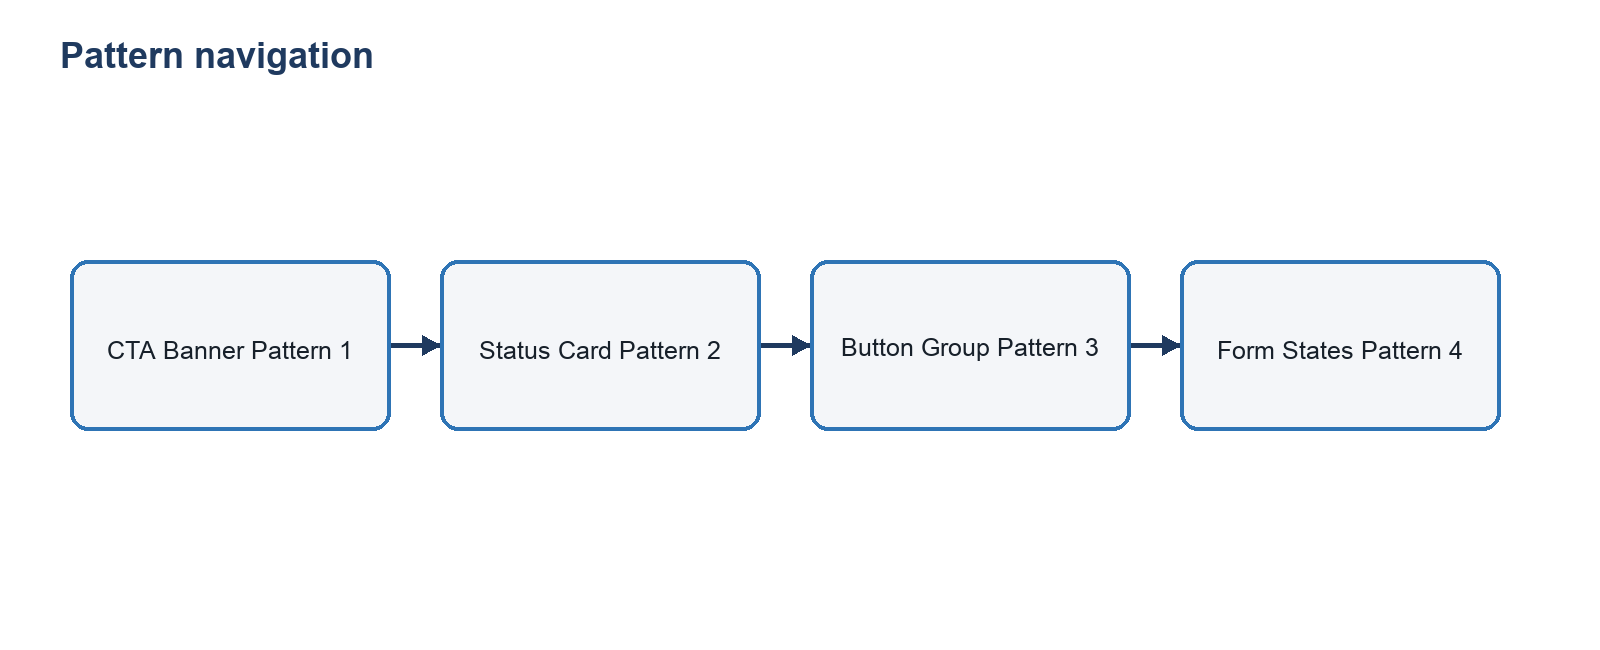 Pattern navigation
CTA Banner Pattern 1
Status Card Pattern 2
Button Group Pattern 3
Form States Pattern 4